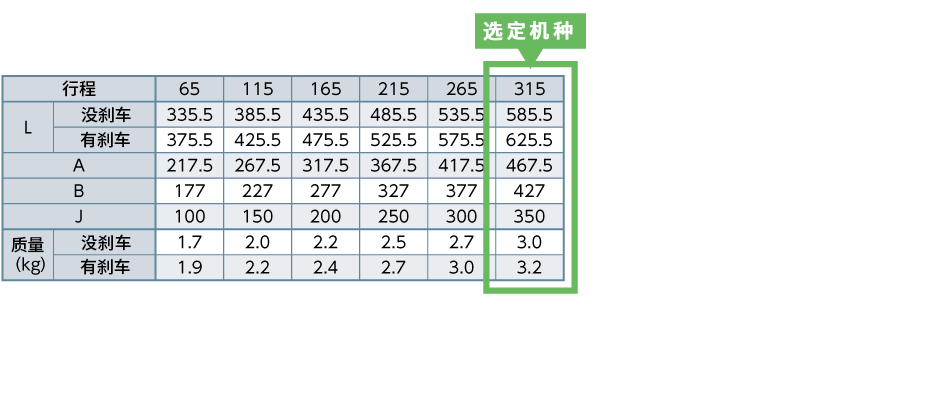 选定机种
行程 65 115 165 215 265 315
L 没刹车 335.5 385.5 435.5 485.5 535.5 585.5
有刹车 375.5 425.5 475.5 525.5 575.5 625.5
A 217.5 267.5 317.5 367.5 417.5 467.5
B 177 227 277 327 377 427
J 100 150 200 250 300 350
质量(kg) 没刹车 1.7 2.0 2.2 2.5 2.7 3.0
有刹车 1.9 2.2 2.4 2.7 3.0 3.2